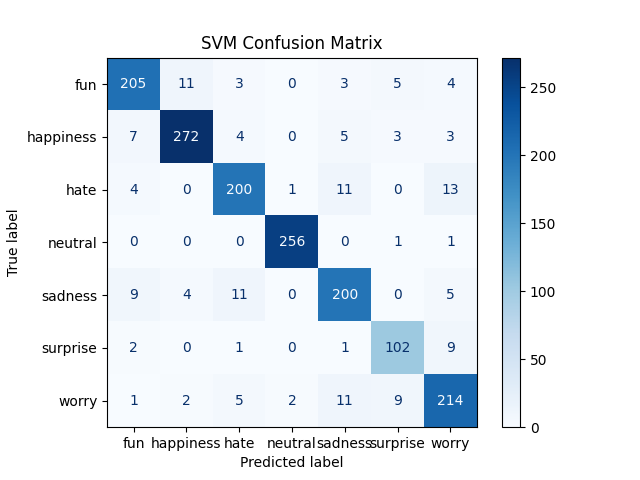 SVM Confusion Matrix
fun 205 11 3 0 3 5 4
happiness 7 272 4 0 5 3 3
hate 4 0 200 1 11 0 13
neutral 0 0 0 256 0 1 1
sadness 9 4 11 0 200 0 5
surprise 2 0 1 0 1 102 9
worry 1 2 5 2 11 9 214
fun happiness hate neutral sadness surprise worry
Predicted label
True label
250
200
150
100
50
0